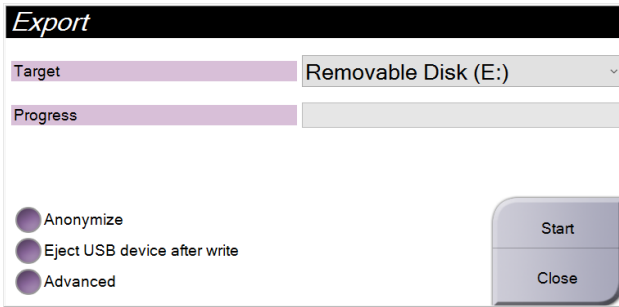 Export
Target
Removable Disk (E:)
Progress
Anonymize
Eject USB device after write
Advanced
Start
Close